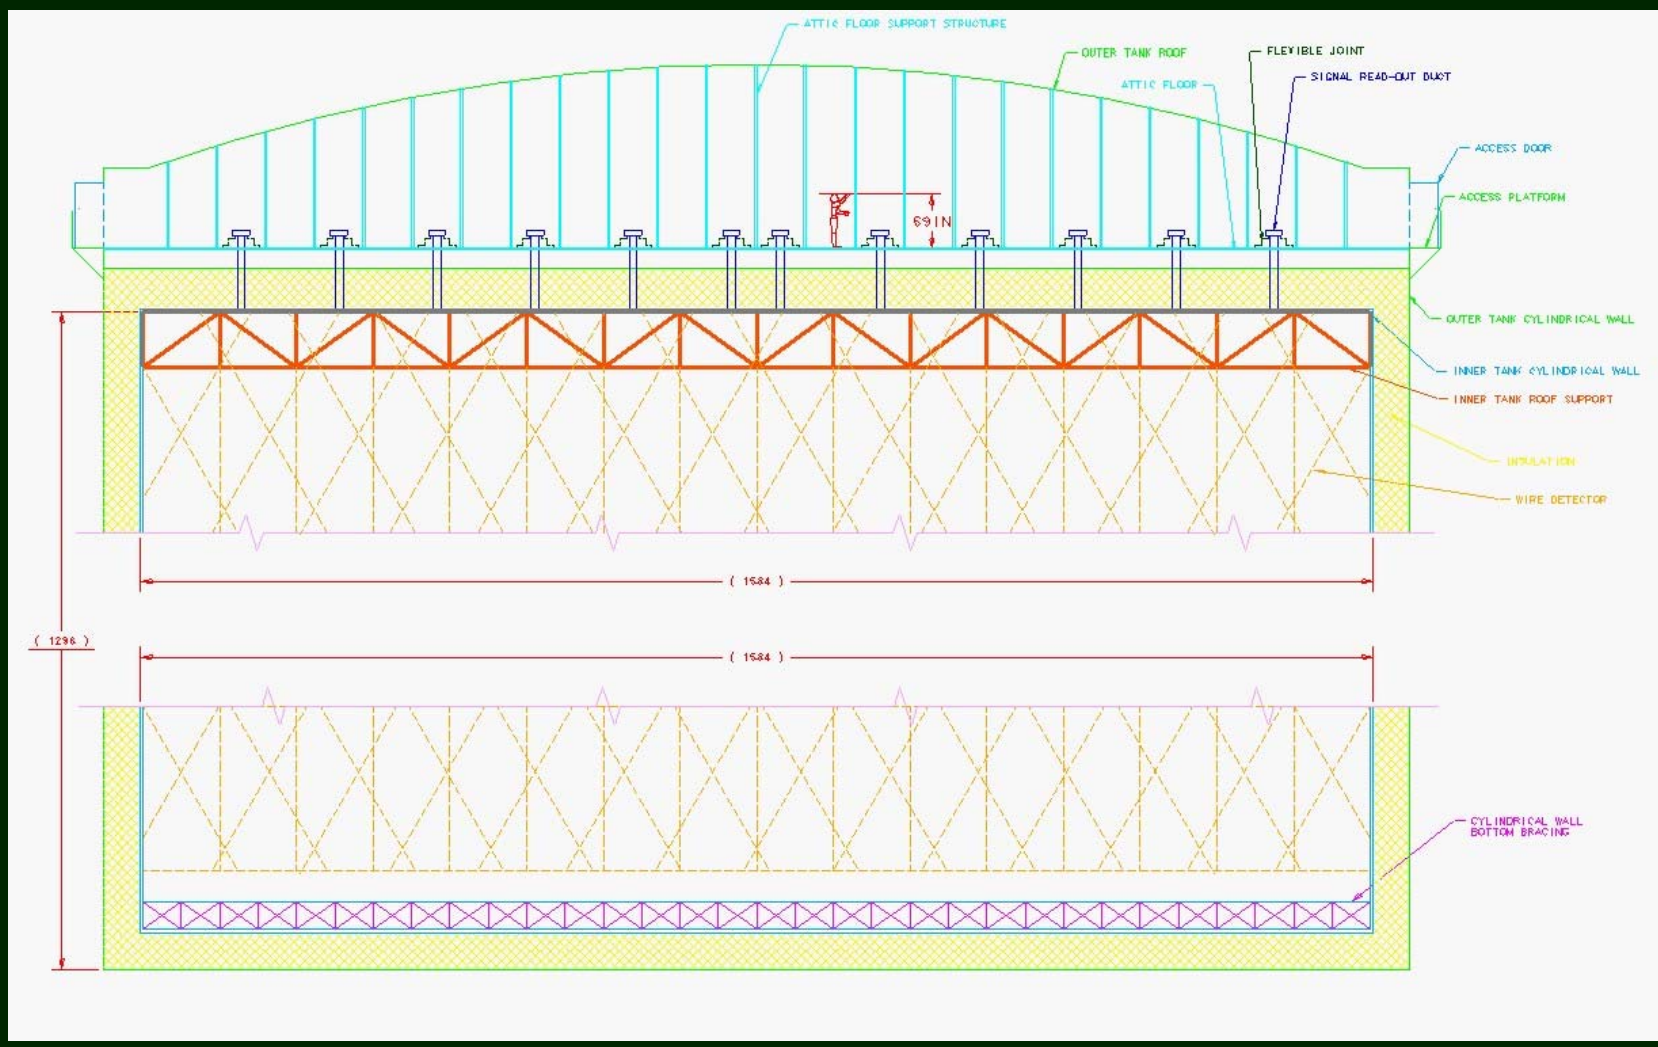 ATTIC FLOOR SUPPORT STRUCTURE
OUTER TANK ROOF
FLEXIBLE JOINT
SIGNAL READ-OUT DUCT
ATTIC FLOOR
ACCESS DOOR
ACCESS PLATFORM
69IN
OUTER TANK CYLINDRICAL WALL
INNER TANK CYLINDRICAL WALL
INNER TANK ROOF SUPPORT
INSULATION
WIRE DETECTOR
( 1584 )
( 1296 )
( 1584 )
CYLINDRICAL WALL
BOTTOM BRACING